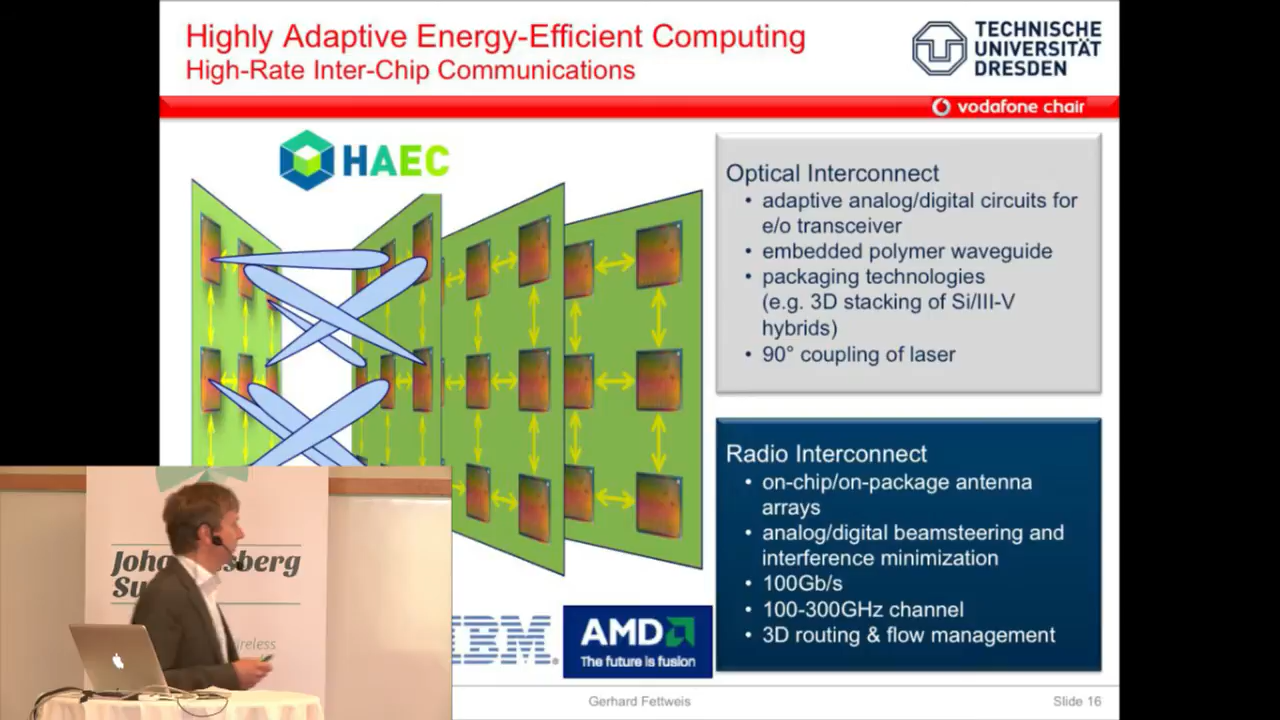 Highly Adaptive Energy-Efficient Computing
High-Rate Inter-Chip Communications
TECHNISCHE
UNIVERSITÄT
DRESDEN
vodafone chair
HAEC
Optical Interconnect
• adaptive analog/digital circuits for
e/o transceiver
• embedded polymer waveguide
• packaging technologies
(e.g. 3D stacking of Si/III-V
hybrids)
• 90° coupling of laser
Radio Interconnect
• on-chip/on-package antenna
arrays
• analog/digital beamsteering and
interference minimization
• 100Gb/s
• 100-300GHz channel
• 3D routing & flow management
IBM
AMD
The future is fusion
Gerhard Fettweis
Slide 16